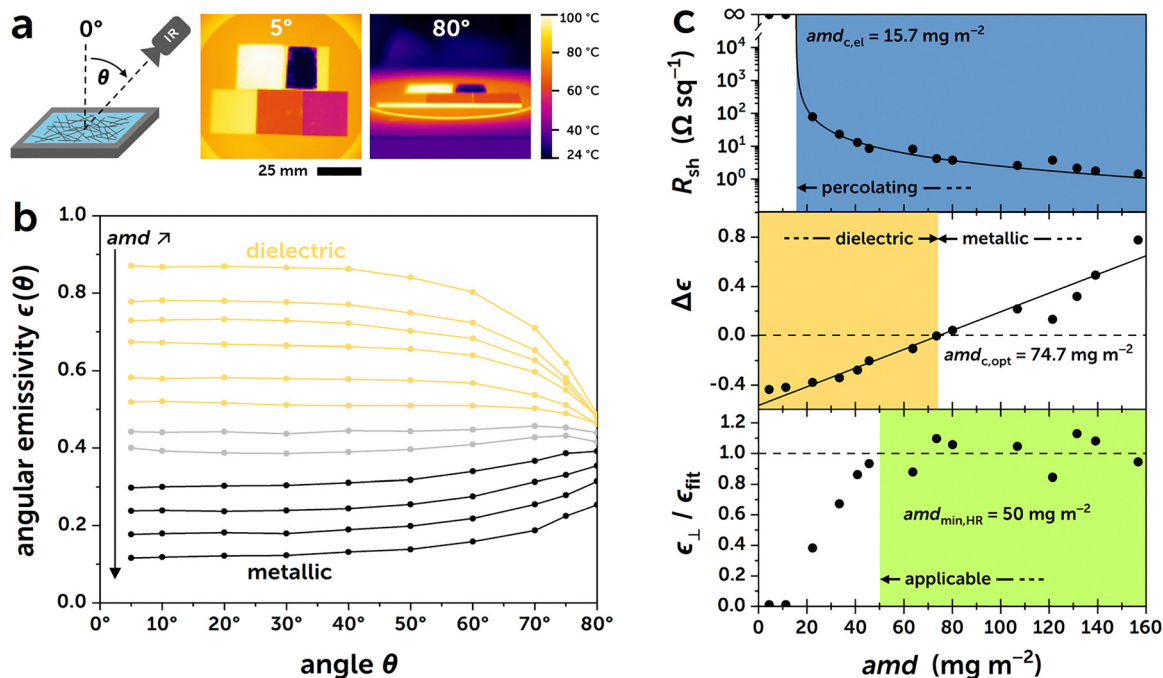 a
0°
θ
IR
5°
80°
100 °C
80 °C
60 °C
40 °C
24 °C
25 mm
b
angular emissivity ϵ(θ)
1.0
0.8
0.6
0.4
0.2
0.0
amd ↗
dielectric
metallic
0° 10° 20° 30° 40° 50° 60° 70° 80°
angle θ
c
R_sh (Ω sq⁻¹)
∞
10⁴
10³
10²
10¹
10⁰
amd_c,el = 15.7 mg m⁻²
percolating
Δϵ
0.8
0.4
0.0
-0.4
dielectric metallic
amd_c,opt = 74.7 mg m⁻²
ϵ⊥ / ϵ_fit
1.2
1.0
0.8
0.6
0.4
0.2
0.0
amd_min,HR = 50 mg m⁻²
applicable
0 20 40 60 80 100 120 140 160
amd (mg m⁻²)